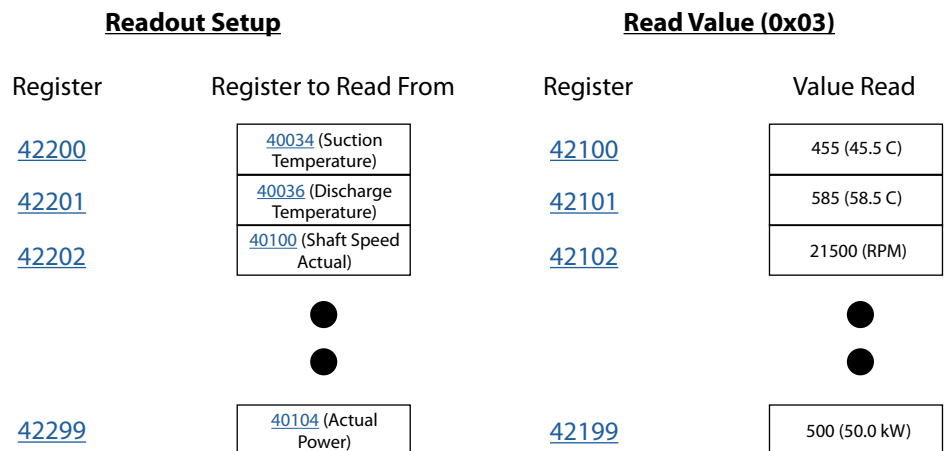 Readout Setup
Read Value (0x03)
Register
Register to Read From
Register
Value Read
42200
40034 (Suction
Temperature)
42100
455 (45.5 C)
42201
40036 (Discharge
Temperature)
42101
585 (58.5 C)
42202
40100 (Shaft Speed
Actual)
42102
21500 (RPM)
42299
40104 (Actual
Power)
42199
500 (50.0 kW)